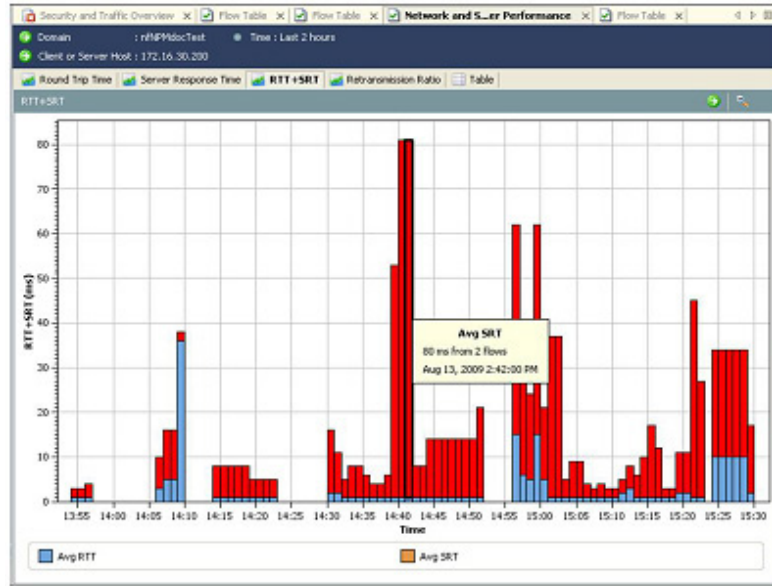 Security and Traffic Overview Flow Table Flow Table Network and S...er Performance Flow Table
Domain : nfNPMdocTest Time : Last 2 hours
Client or Server Host : 172.16.30.200
Round Trip Time Server Response Time RTT+SRT Retransmission Ratio Table
RTT+SRT
80
70
60
50
40
30
20
10
0
RTT+SRT (ms)
Avg SRT
80 ms from 2 flows
Aug 13, 2009 2:42:00 PM
13:55 14:00 14:05 14:10 14:15 14:20 14:25 14:30 14:35 14:40 14:45 14:50 14:55 15:00 15:05 15:10 15:15 15:20 15:25 15:30
Time
Avg RTT Avg SRT